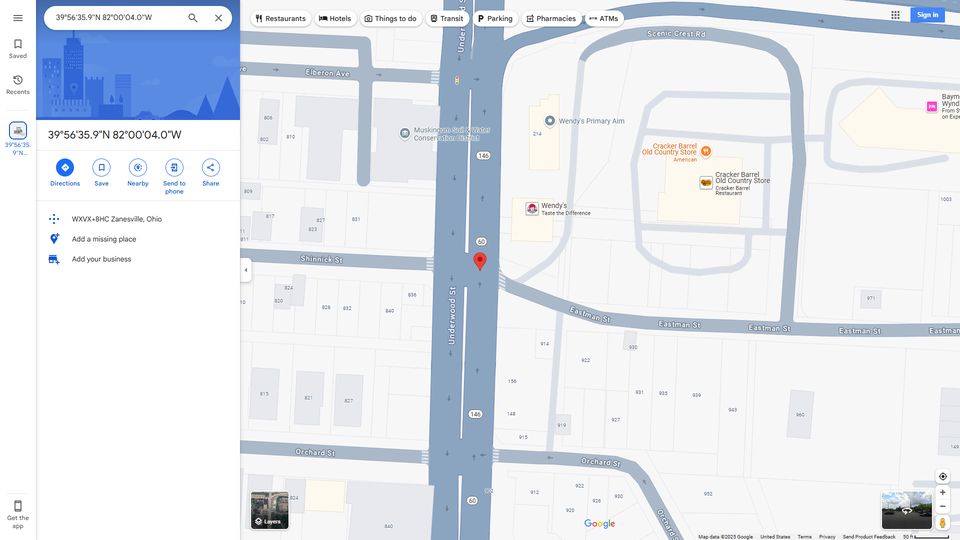 39°56'35.9"N 82°00'04.0"W
Restaurants
Hotels
Things to do
Transit
Parking
Pharmacies
ATMs
Sign in
Saved
Recents
39°56'35.
9"N...
39°56'35.9"N 82°00'04.0"W
Directions
Save
Nearby
Send to
phone
Share
WXVX+8HC Zanesville, Ohio
Add a missing place
Add your business
Get the
app
Underwood St
Scenic Crest Rd
Elberon Ave
Muskingum Soil & Water
Conservation District
Wendy's Primary Aim
214
Cracker Barrel
Old Country Store
American
Cracker Barrel
Old Country Store
Cracker Barrel
Restaurant
Baym
Wynd
From S
on Expe
806
802
810
146
809
817
827
811
823
Wendy's
Taste the Difference
1003
60
Shinnick St
824
820
828
832
840
836
Underwood St
Eastman St
Eastman St
Eastman St
Eastman St
Eastman
971
914
930
922
156
815
821
827
931
935
939
943
960
146
148
927
919
915
149
Orchard St
Orchard St
Orchard
824
840
912
922
926
920
928
932
936
60
Layers
Google
Map data ©2025 Google
United States
Terms
Privacy
Send Product Feedback
50 ft